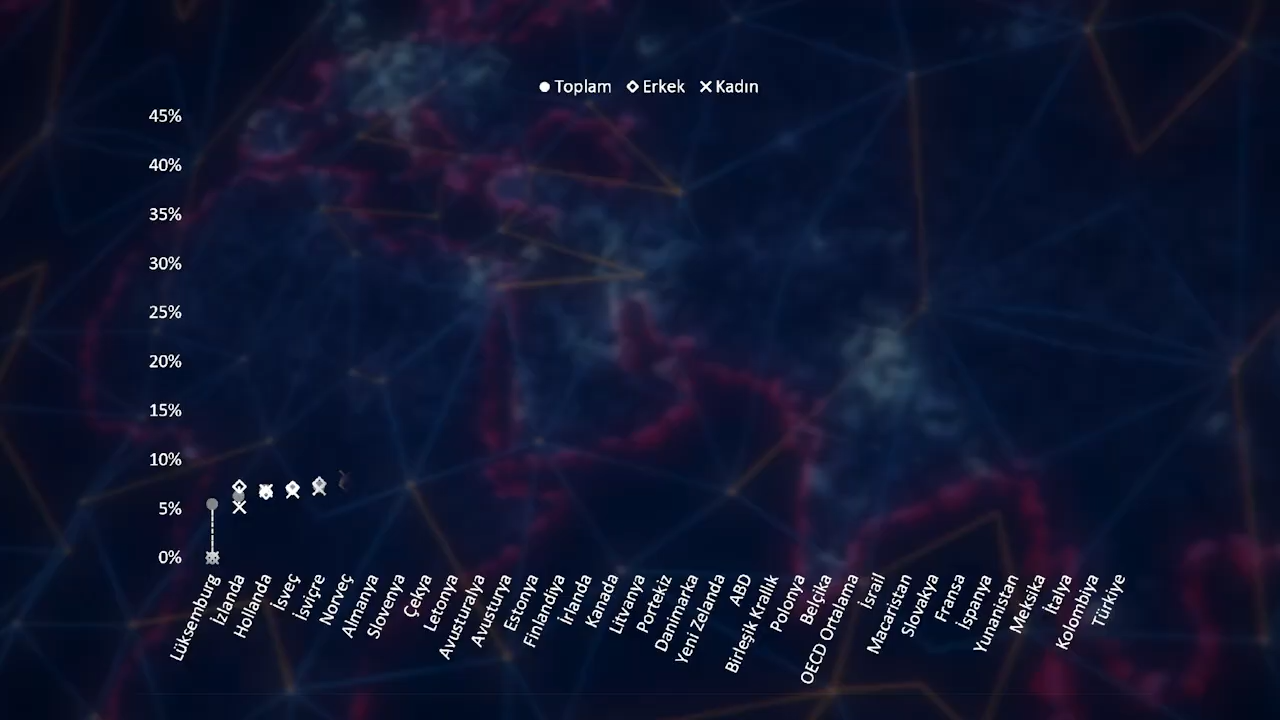 Toplam Erkek Kadın
45%
40%
35%
30%
25%
20%
15%
10%
5%
0%
Lüksemburg
İzlanda
Hollanda
İsveç
İsviçre
Norveç
Almanya
Slovenya
Çekya
Letonya
Avusturalya
Avusturya
Estonya
Finlandiya
İrlanda
Kanada
Litvanya
Portekiz
Danimarka
Yeni Zelanda
ABD
Birleşik Krallık
Polonya
Belçika
OECD Ortalama
İsrail
Macaristan
Slovakya
Fransa
İspanya
Yunanistan
Meksika
İtalya
Kolombiya
Türkiye